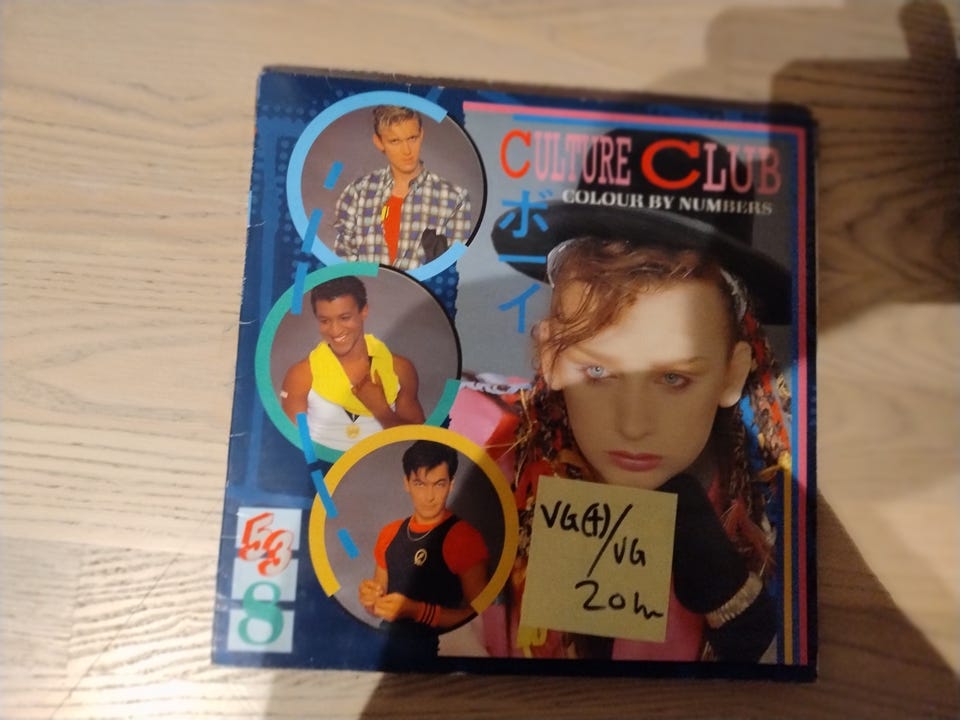 CULTURE CLUB
COLOUR BY NUMBERS
ボーイ
8
VG(+)/
VG
20kr